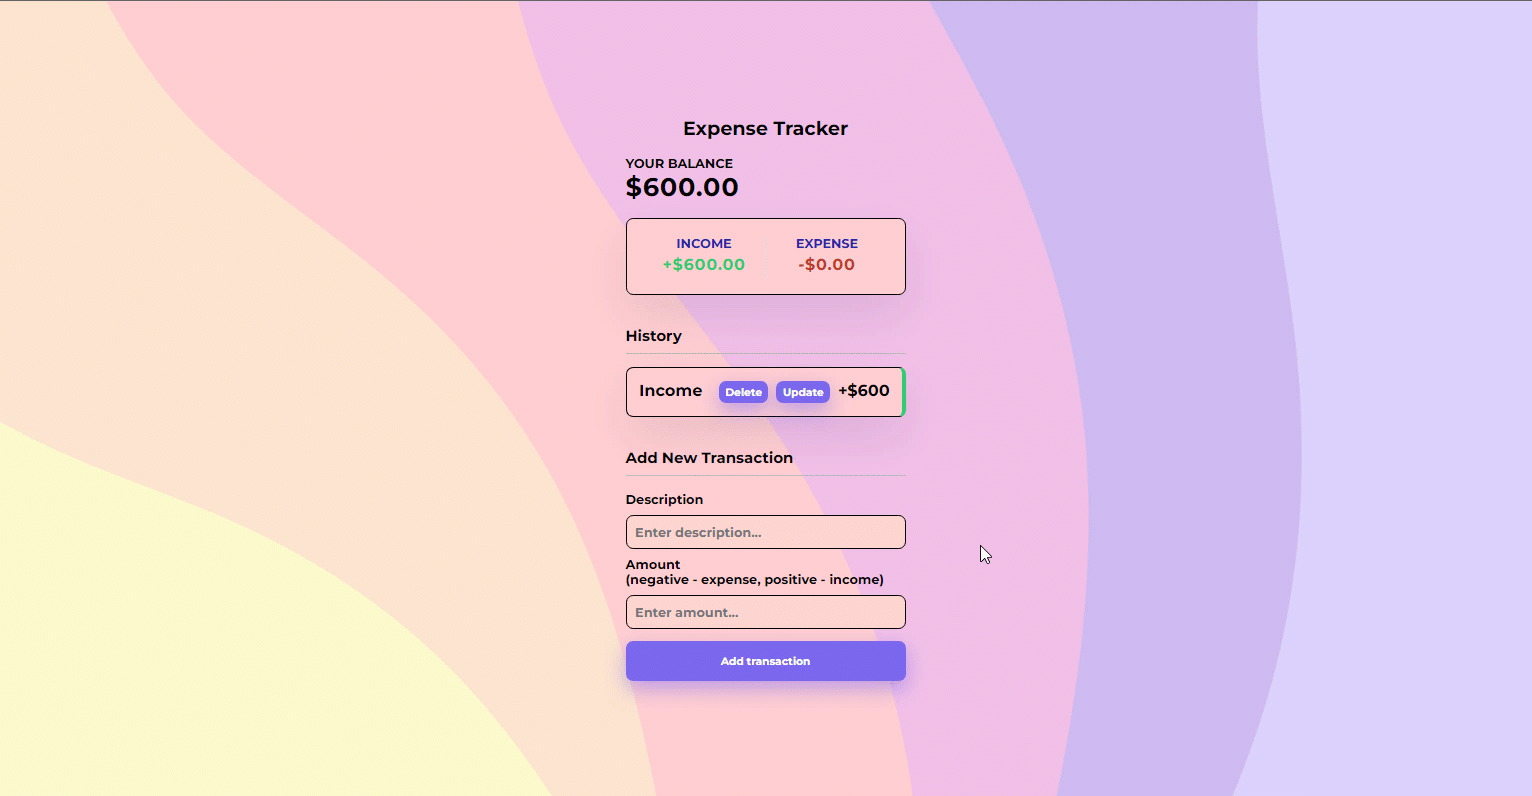 Expense Tracker
YOUR BALANCE
$600.00
INCOME EXPENSE
+$600.00 -$0.00
History
Income Delete Update +$600
Add New Transaction
Description
Enter description...
Amount
(negative - expense, positive - income)
Enter amount...
Add transaction